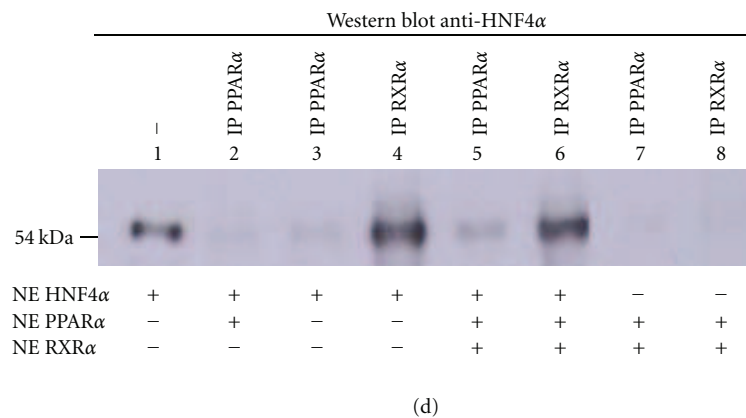 Western blot anti-HNF4α
– IP PPARα IP PPARα IP RXRα IP PPARα IP RXRα IP PPARα IP RXRα
1 2 3 4 5 6 7 8
54 kDa
NE HNF4α + + + + + + − −
NE PPARα − + − − + + + +
NE RXRα − − − − + + + +
(d)